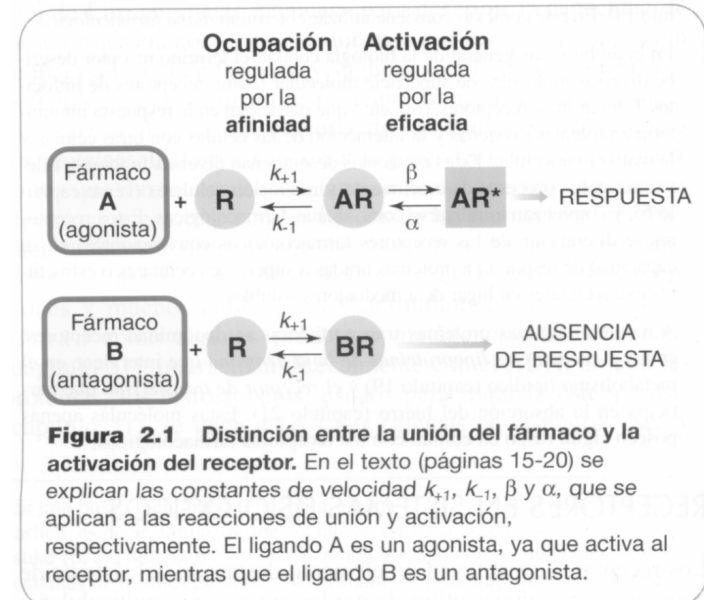 Ocupación Activación
regulada regulada
por la por la
afinidad eficacia
Fármaco
A
(agonista)
+ R k+1 k-1 AR β α AR* RESPUESTA
Fármaco
B
(antagonista)
+ R k+1 k-1 BR AUSENCIA
DE RESPUESTA
Figura 2.1 Distinción entre la unión del fármaco y la
activación del receptor. En el texto (páginas 15-20) se
explican las constantes de velocidad k+1, k−1, β y α, que se
aplican a las reacciones de unión y activación,
respectivamente. El ligando A es un agonista, ya que activa al
receptor, mientras que el ligando B es un antagonista.